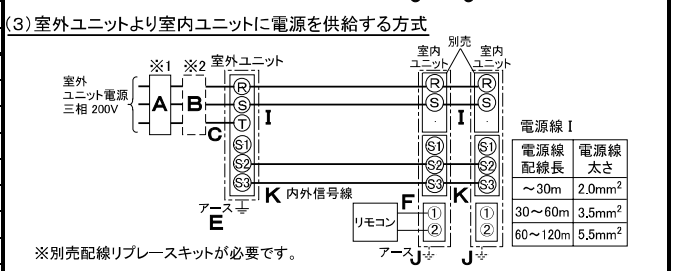 (3)室外ユニットより室内ユニットに電源を供給する方式
※1 ※2 室外ユニット
別売
室内ユニット
室内ユニット
室外
ユニット電源
三相 200V
A
B
C
R
S
T
S1
S2
S3
I
K 内外信号線
R
S
S1
S2
S3
I
K
R
S
S1
S2
S3
アース
E
F
リモコン
①
②
①
②
アース J
J
※別売配線リプレースキットが必要です。
電源線 I
電源線配線長 電源線太さ
~30m 2.0mm²
30~60m 3.5mm²
60~120m 5.5mm²